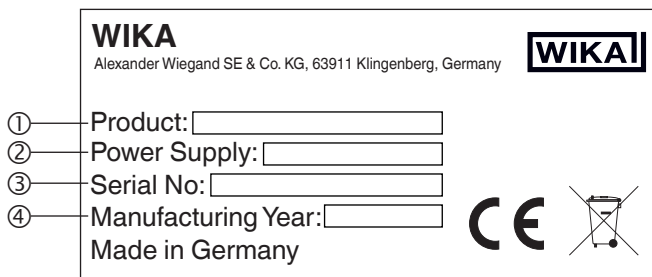 WIKA
Alexander Wiegand SE & Co. KG, 63911 Klingenberg, Germany
WIKA
① Product:
② Power Supply:
③ Serial No:
④ Manufacturing Year:
Made in Germany
CE